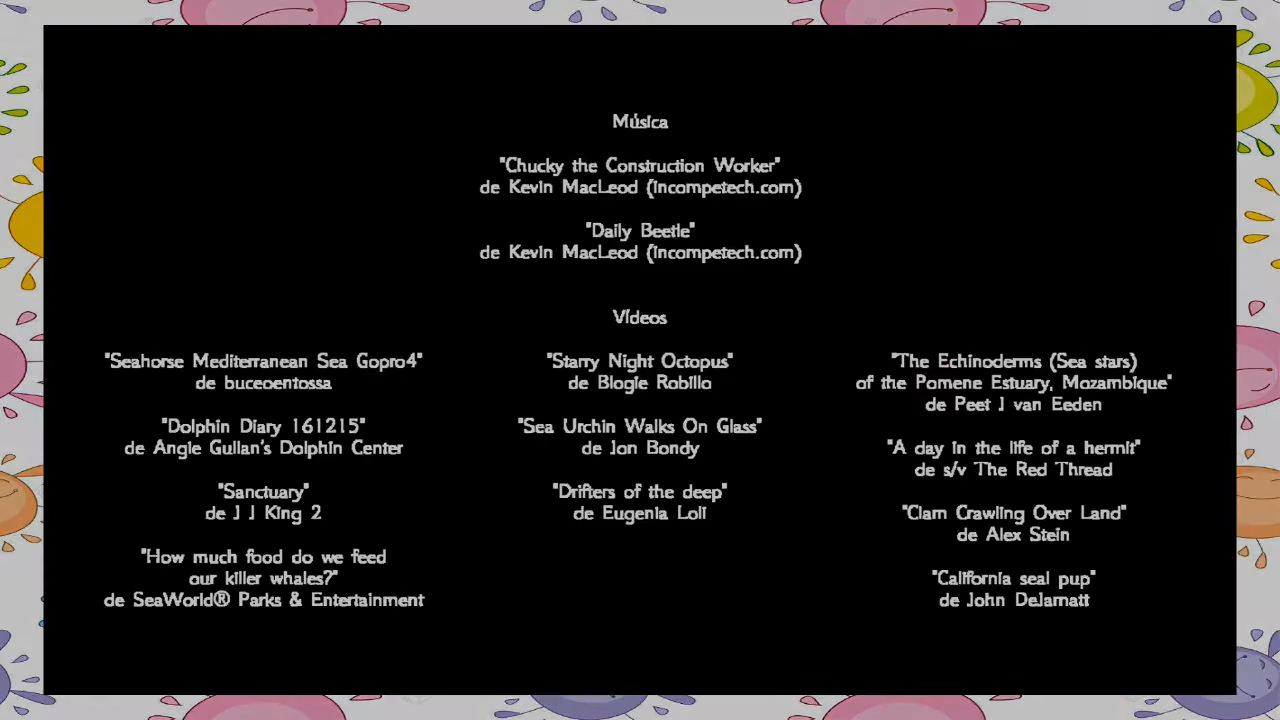 Música
"Chucky the Construction Worker"
de Kevin MacLeod (incompetech.com)
"Daily Beetle"
de Kevin MacLeod (incompetech.com)
Vídeos
"Seahorse Mediterranean Sea Gopro4"
de buceoentossa
"Dolphin Diary 161215"
de Angie Gullan's Dolphin Center
"Sanctuary"
de J J King 2
"How much food do we feed
our killer whales?"
de SeaWorld® Parks & Entertainment
"Starry Night Octopus"
de Blogie Robillo
"Sea Urchin Walks On Glass"
de Jon Bondy
"Drifters of the deep"
de Eugenia Loli
"The Echinoderms (Sea stars)
of the Pomene Estuary, Mozambique"
de Peet J van Eeden
"A day in the life of a hermit"
de s/v The Red Thread
"Clam Crawling Over Land"
de Alex Stein
"California seal pup"
de John DeJarnatt